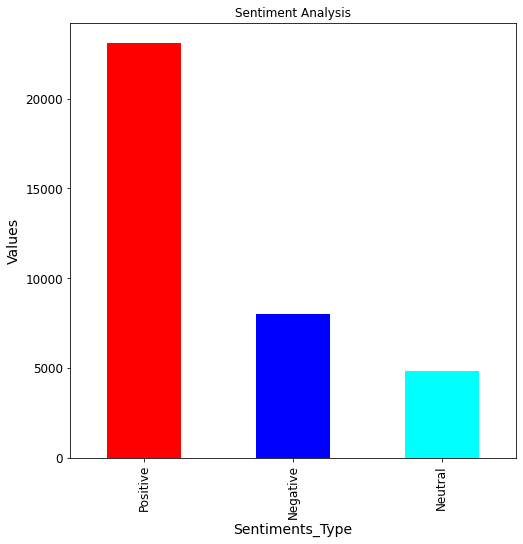 Sentiment Analysis
20000
15000
10000
5000
0
Values
Positive
Negative
Neutral
Sentiments_Type